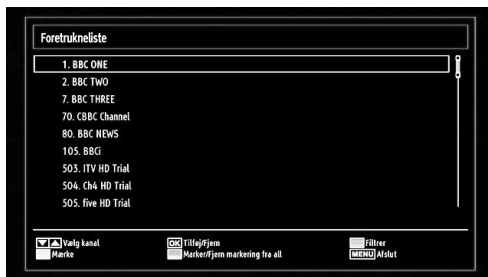 Foretrukneliste
1. BBC ONE
2. BBC TWO
7. BBC THREE
70. CBBC Channel
80. BBC NEWS
105. BBCi
503. ITV HD Trial
504. Ch4 HD Trial
505. five HD Trial
Vælg kanal OK Tilføj/Fjern Filtrer
Mærke Marker/Fjern markering fra all MENU Afslut